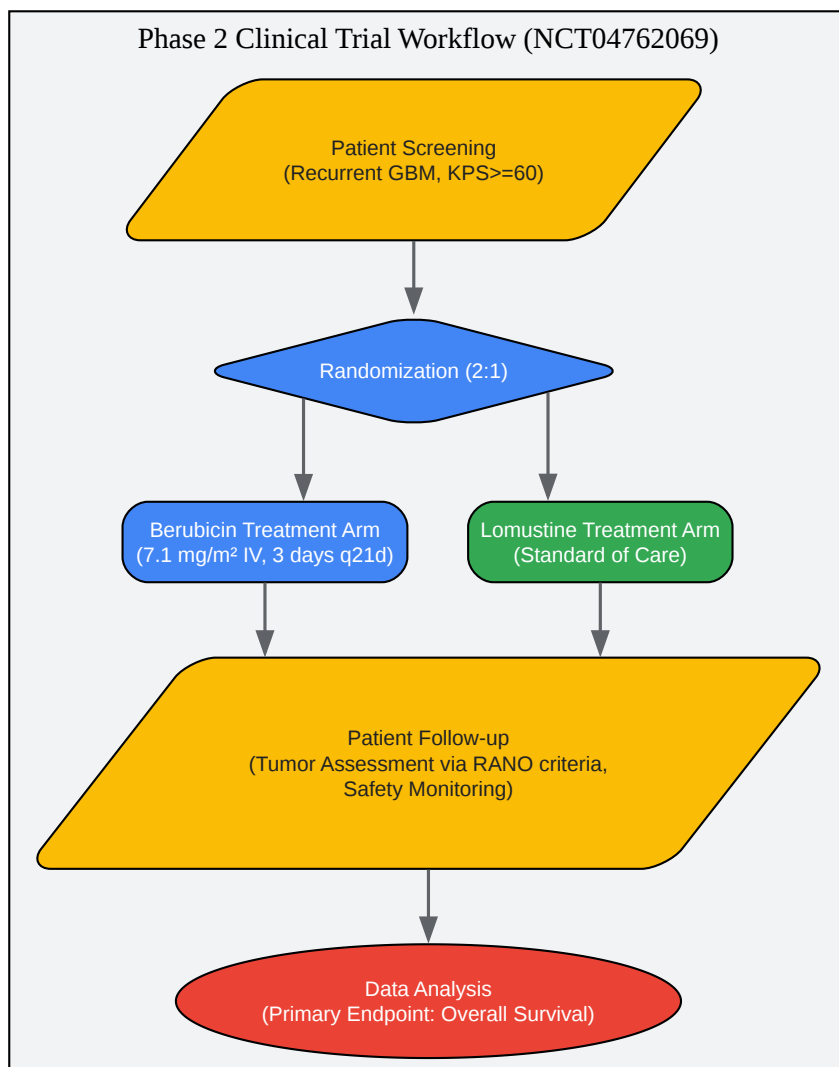 Phase 2 Clinical Trial Workflow (NCT04762069)
Patient Screening
(Recurrent GBM, KPS>=60)
Randomization (2:1)
Berubicin Treatment Arm
(7.1 mg/m² IV, 3 days q21d)
Lomustine Treatment Arm
(Standard of Care)
Patient Follow-up
(Tumor Assessment via RANO criteria,
Safety Monitoring)
Data Analysis
(Primary Endpoint: Overall Survival)